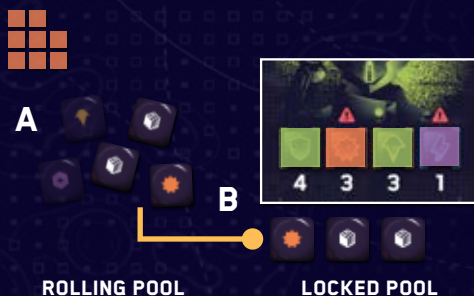 A
4 3 3 1
B
ROLLING POOL
LOCKED POOL